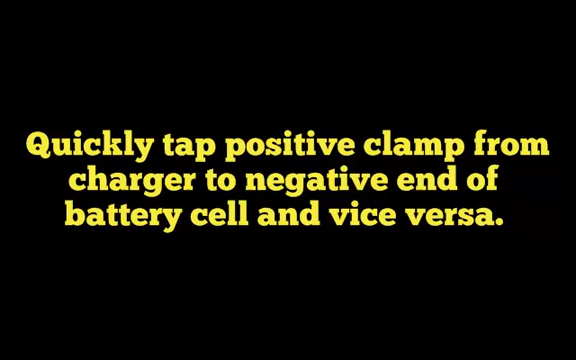 Quickly tap positive clamp from
charger to negative end of
battery cell and vice versa.